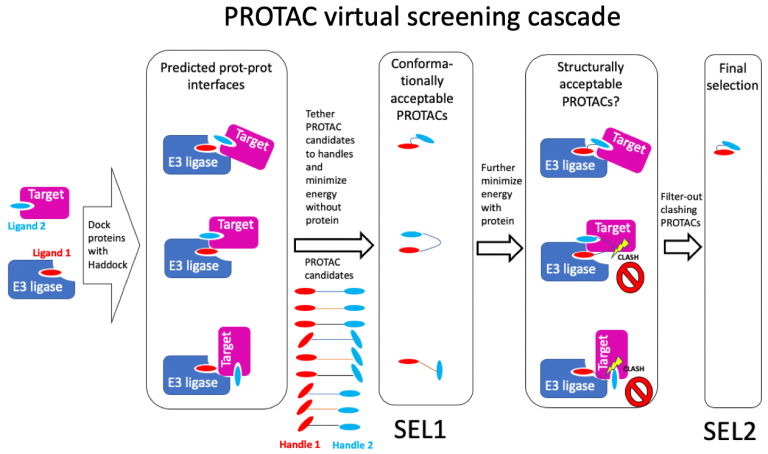 PROTAC virtual screening cascade
Predicted prot-prot
interfaces
Conforma-
tionally
acceptable
PROTACs
Structurally
acceptable
PROTACs?
Final
selection
Target
Ligand 2
Ligand 1
E3 ligase
Dock
proteins
with
Haddock
Target
E3 ligase
Target
E3 ligase
Target
E3 ligase
Tether
PROTAC
candidates
to handles
and
minimize
energy
without
protein
PROTAC
candidates
Handle 1
Handle 2
SEL1
Further
minimize
energy
with
protein
Target
E3 ligase
Target
CLASH
E3 ligase
Target
CLASH
E3 ligase
Filter-out
clashing
PROTACs
SEL2